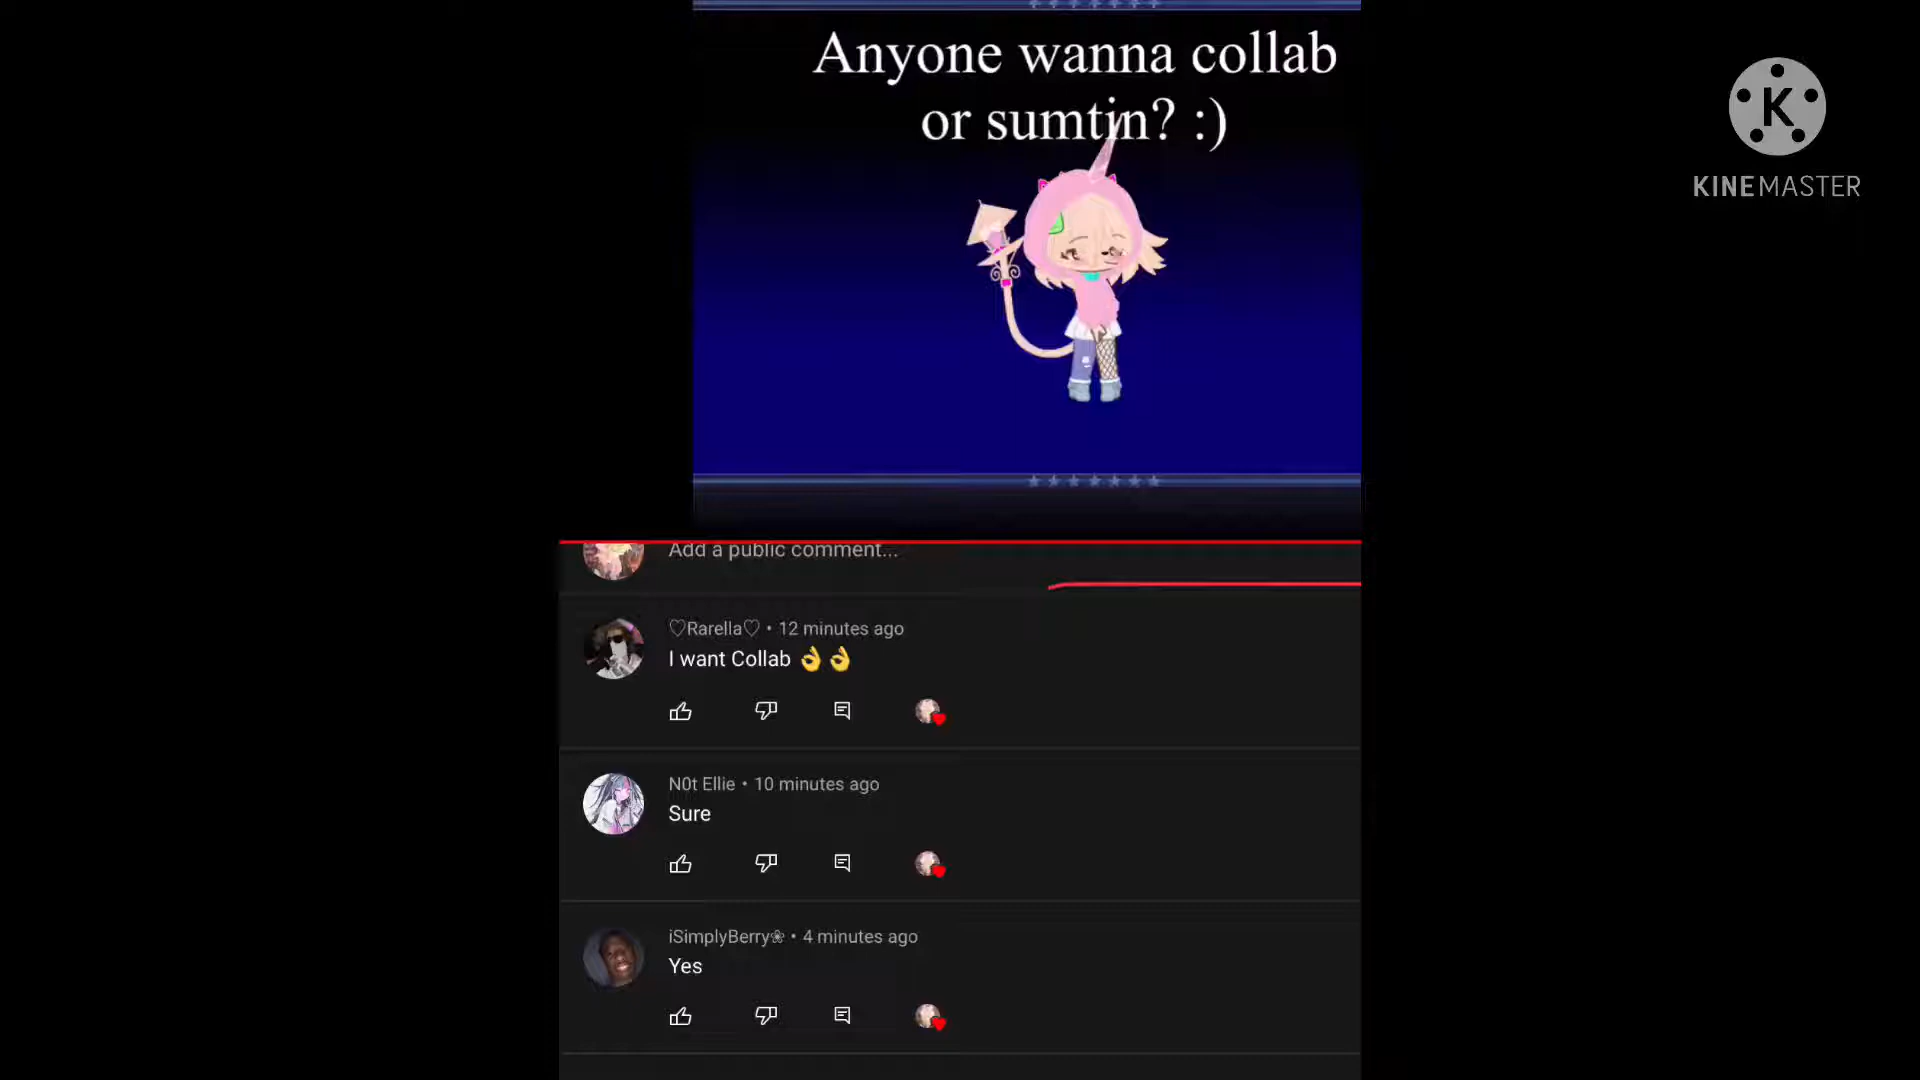 Anyone wanna collab
or sumtin? :)
K
KINEMASTER
Add a public comment...
♡Rarella♡ • 12 minutes ago
I want Collab 👌👌
N0t Ellie • 10 minutes ago
Sure
iSimplyBerry❀ • 4 minutes ago
Yes